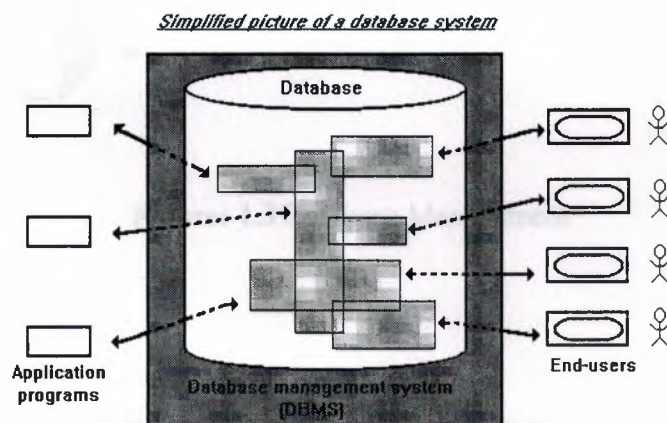 Simplified picture of a database system
Database
Application
programs
Database management system
(DBMS)
End-users